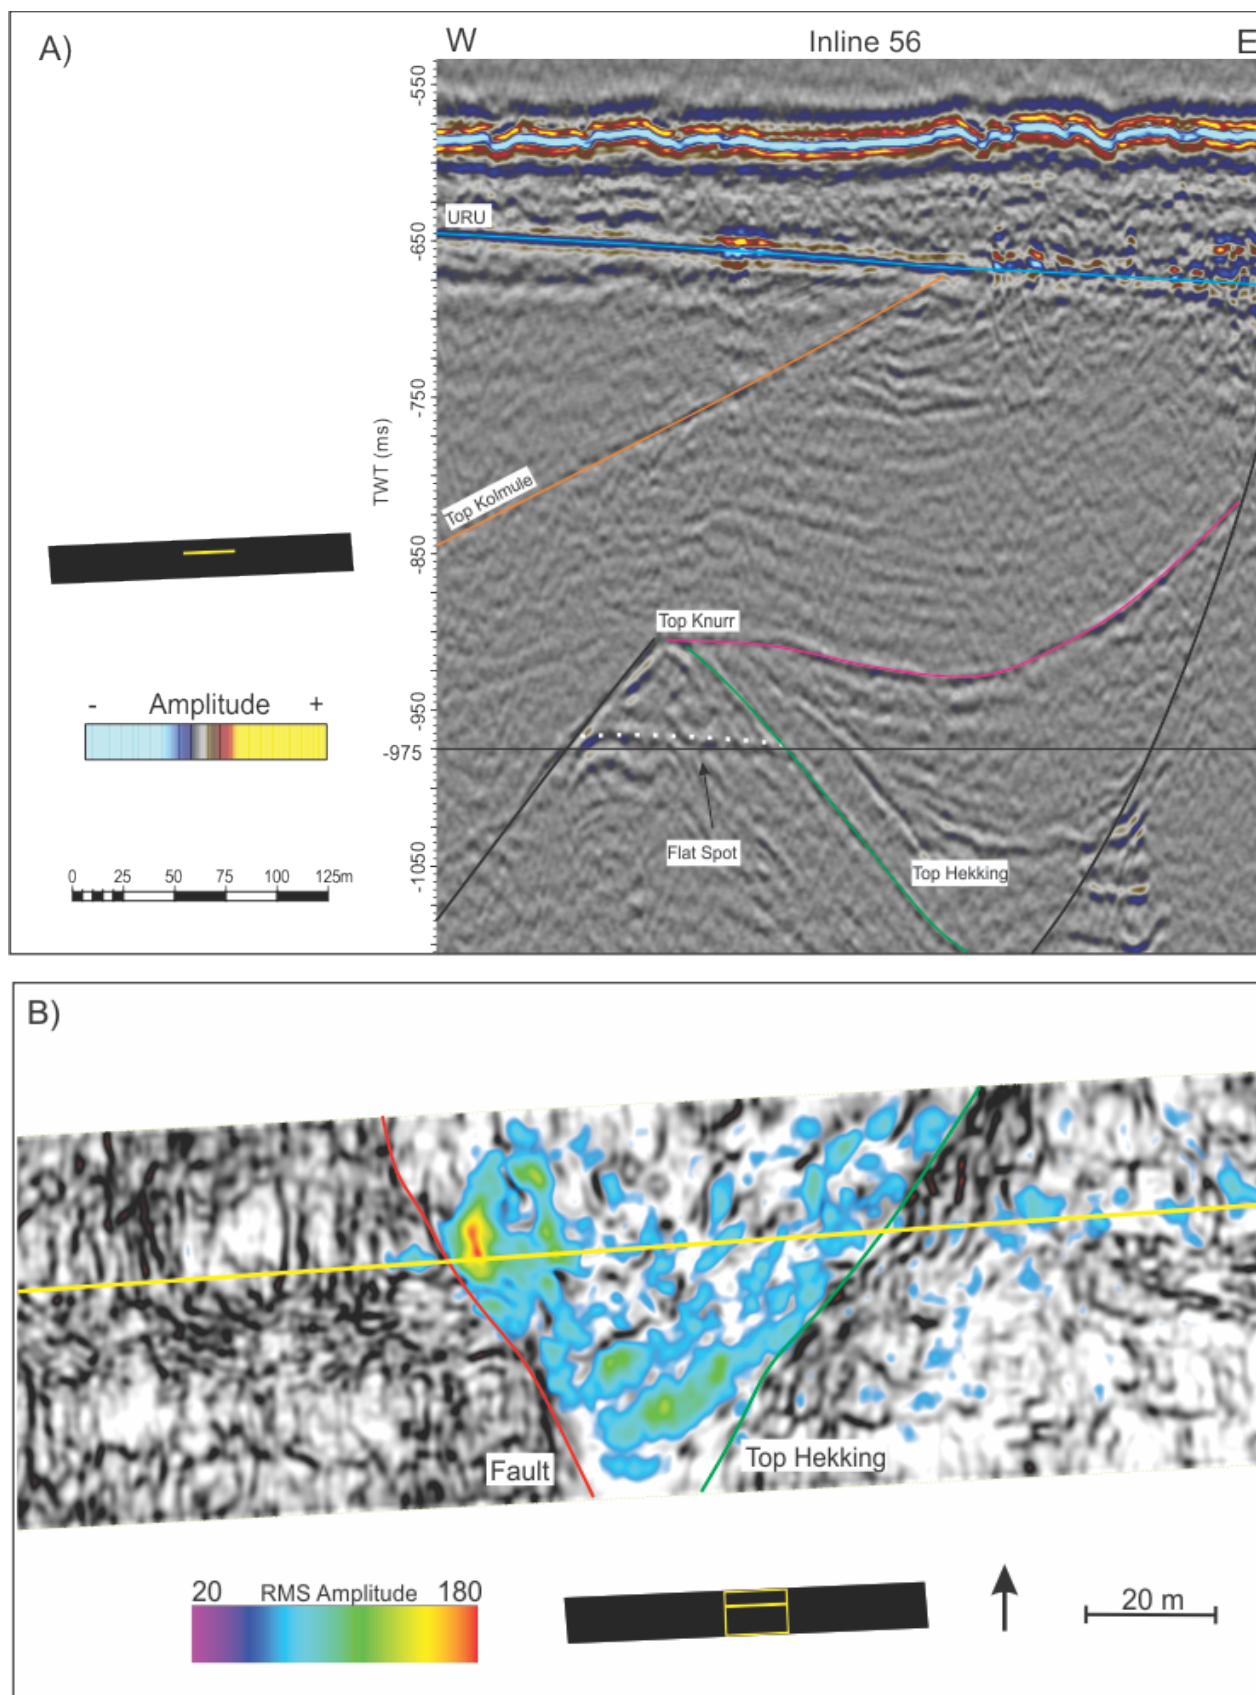 A)
W Inline 56 E
-550
URU
-650
-750
TWT (ms)
Top Kolmule
-850
Top Knurr
- Amplitude +
-950
-975
Flat Spot
-1050
Top Hekking
0 25 50 75 100 125m
B)
Fault
Top Hekking
20 RMS Amplitude 180
20 m